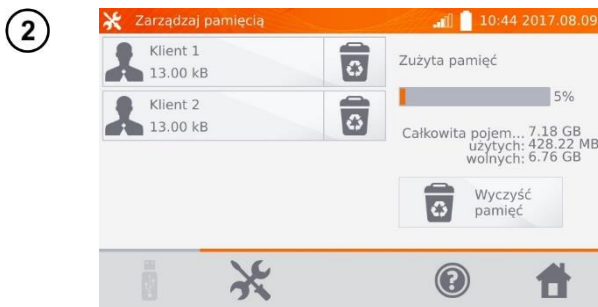 2
Zarządzaj pamięcią
10:44 2017.08.09
Klient 1
13.00 kB
Klient 2
13.00 kB
Zużyta pamięć
5%
Całkowita pojem... 7.18 GB
użytych: 428.22 MB
wolnych: 6.76 GB
Wyczyść
pamięć